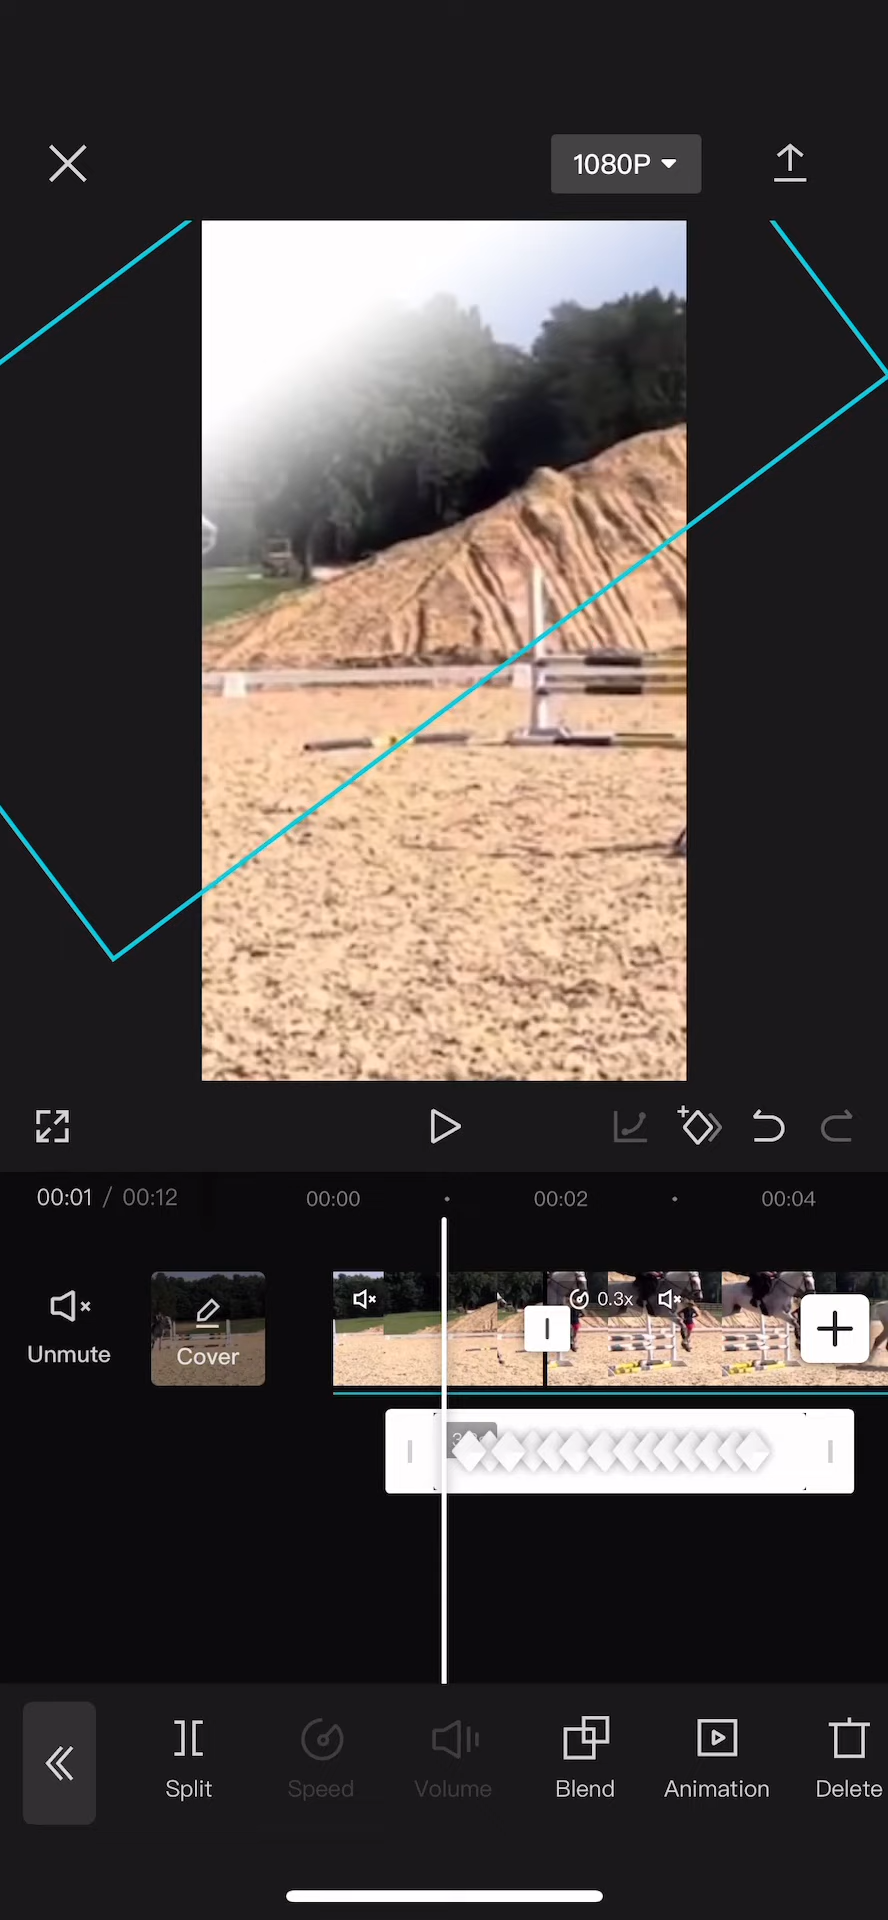 1080P
00:01 / 00:12
00:00
00:02
00:04
Unmute
Cover
0.3x
Split
Speed
Volume
Blend
Animation
Delete